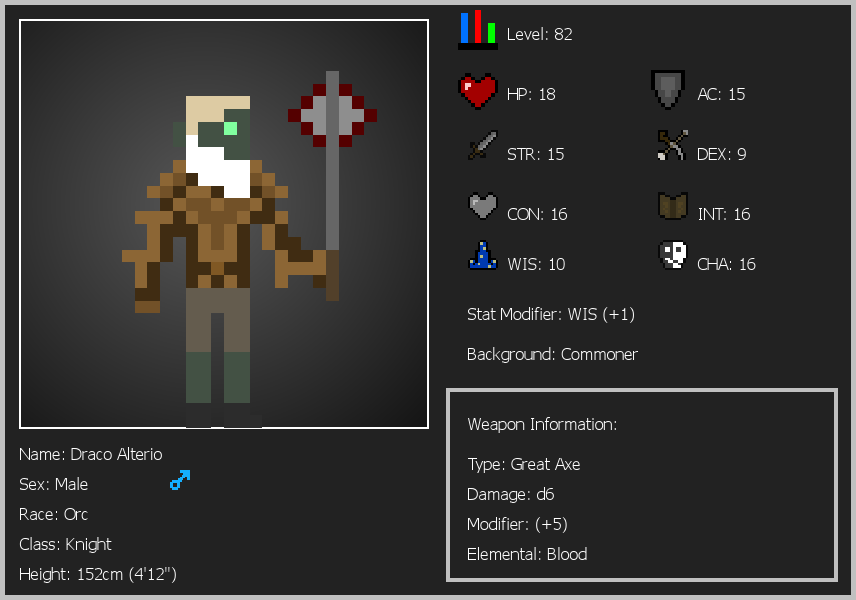 Level: 82
HP: 18
AC: 15
STR: 15
DEX: 9
CON: 16
INT: 16
WIS: 10
CHA: 16
Stat Modifier: WIS (+1)
Background: Commoner
Weapon Information:
Type: Great Axe
Damage: d6
Modifier: (+5)
Elemental: Blood
Name: Draco Alterio
Sex: Male
Race: Orc
Class: Knight
Height: 152cm (4'12")